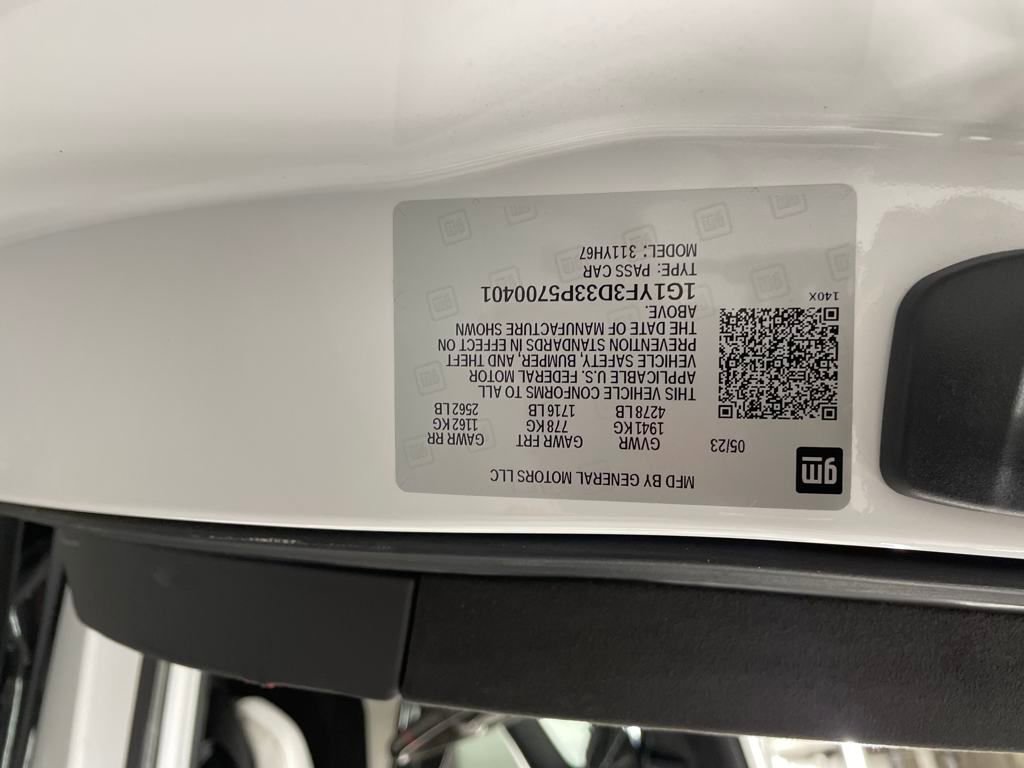 gm
MFD BY GENERAL MOTORS LLC
05/23
GVWR GAWR FRT GAWR RR
1941 KG 778 KG 1162 KG
4278 LB 1716 LB 2562 LB
THIS VEHICLE CONFORMS TO ALL
APPLICABLE U.S. FEDERAL MOTOR
VEHICLE SAFETY, BUMPER, AND THEFT
PREVENTION STANDARDS IN EFFECT ON
THE DATE OF MANUFACTURE SHOWN
ABOVE.
140X
1G1YF3D33P5700401
TYPE: PASS CAR
MODEL: 311YH67